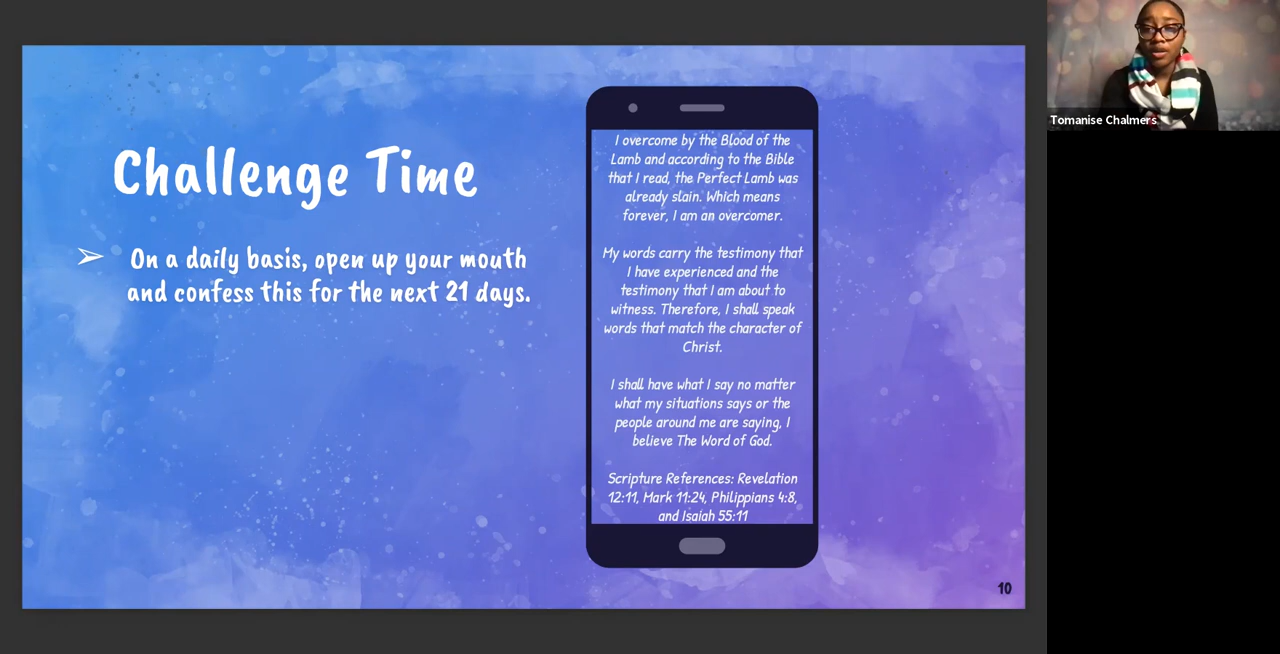 Challenge Time
On a daily basis, open up your mouth
and confess this for the next 21 days.
I overcome by the Blood of the
Lamb and according to the Bible
that I read, the Perfect Lamb was
already slain. Which means
forever, I am an overcomer.
My words carry the testimony that
I have experienced and the
testimony that I am about to
witness. Therefore, I shall speak
words that match the character of
Christ.
I shall have what I say no matter
what my situations says or the
people around me are saying, I
believe The Word of God.
Scripture References: Revelation
12:11, Mark 11:24, Philippians 4:8,
and Isaiah 55:11
10
Tomanise Chalmers